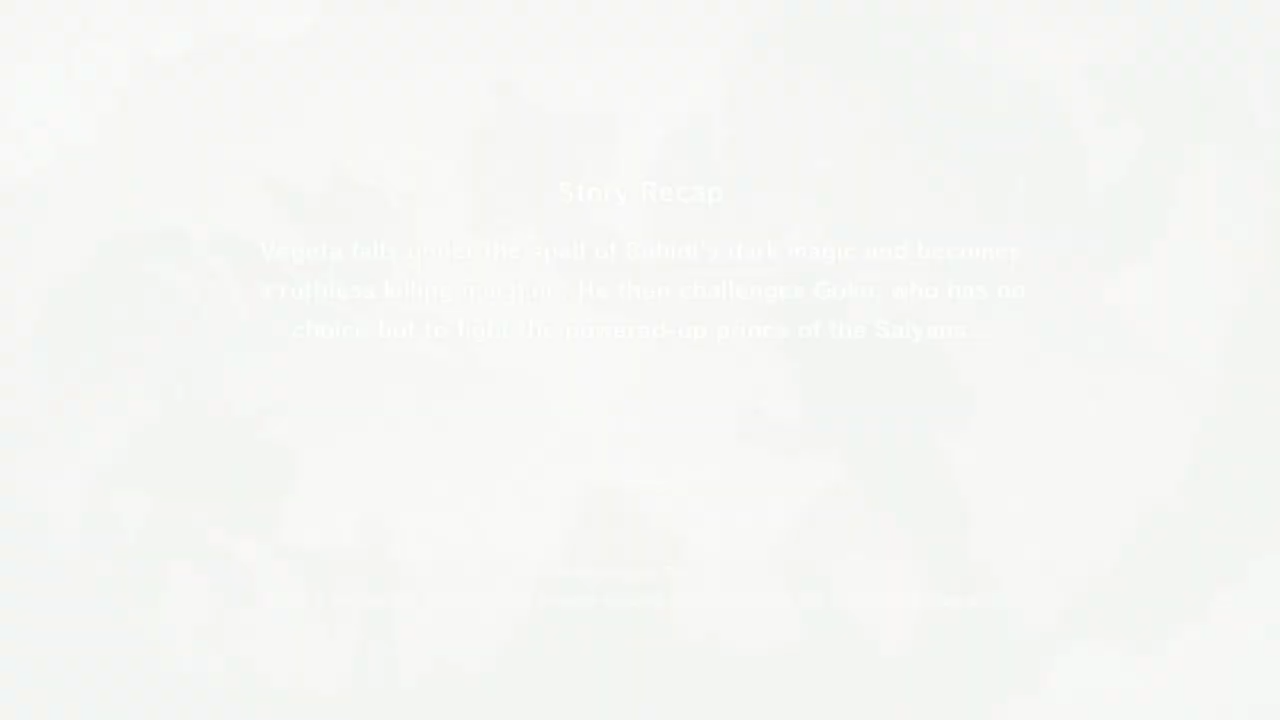 Story Recap
Vegeta falls under the spell of Bobidi's dark magic and becomes
a ruthless killing machine. He then challenges Goku, who has no
choice but to fight the powered-up prince of the Saiyans.